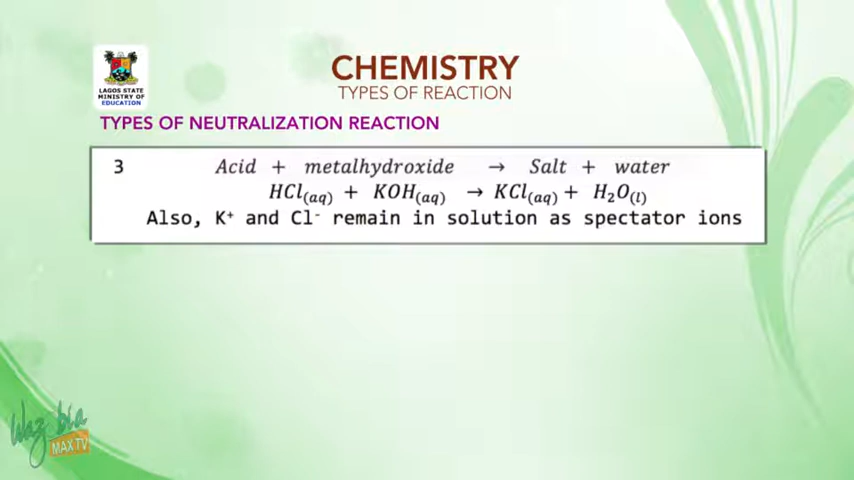 LAGOS STATE
MINISTRY OF
EDUCATION
CHEMISTRY
TYPES OF REACTION
TYPES OF NEUTRALIZATION REACTION
3 Acid + metalhydroxide → Salt + water
HCl(aq) + KOH(aq) → KCl(aq) + H₂O(l)
Also, K⁺ and Cl⁻ remain in solution as spectator ions
Wazobia
MAX TV